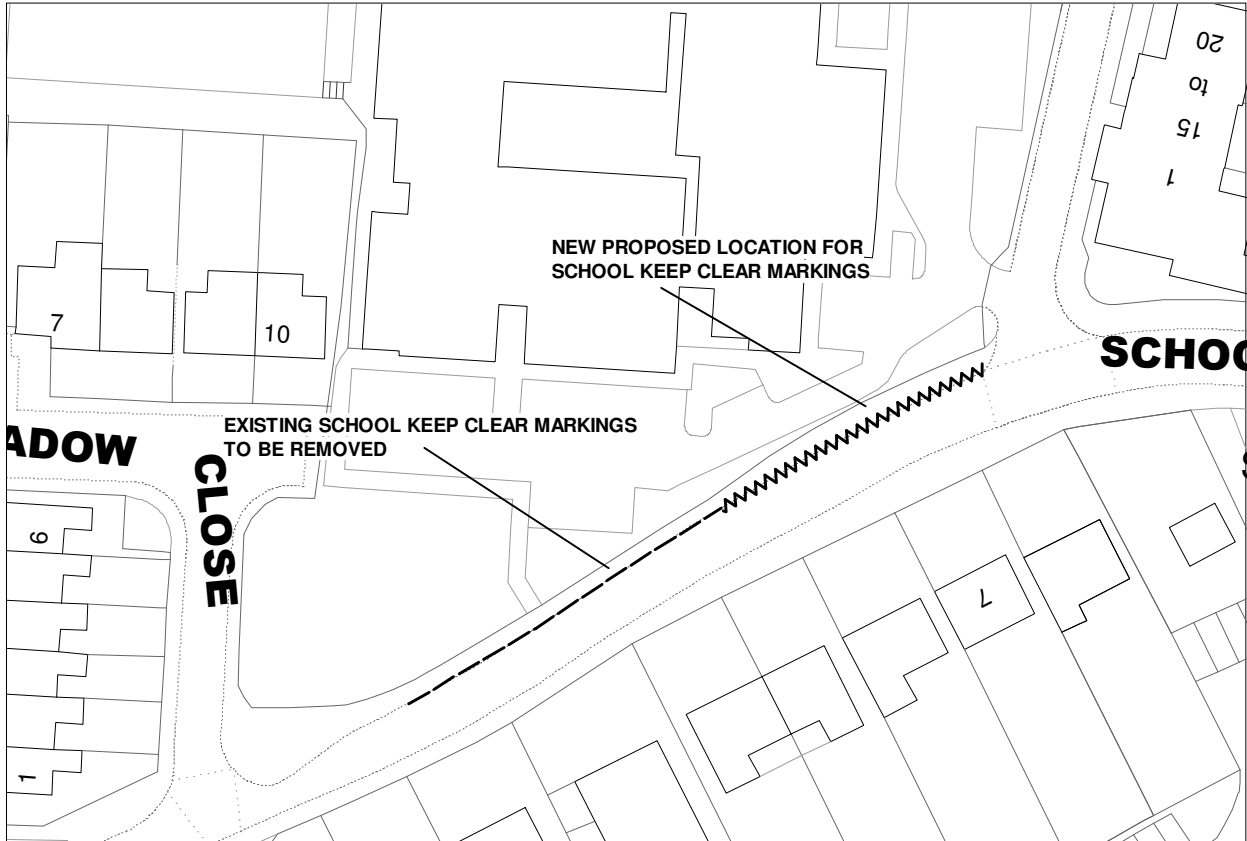 20
to
15
1
NEW PROPOSED LOCATION FOR
SCHOOL KEEP CLEAR MARKINGS
7
10
SCHOO
EXISTING SCHOOL KEEP CLEAR MARKINGS
TO BE REMOVED
ADOW
CLOSE
6
7
1